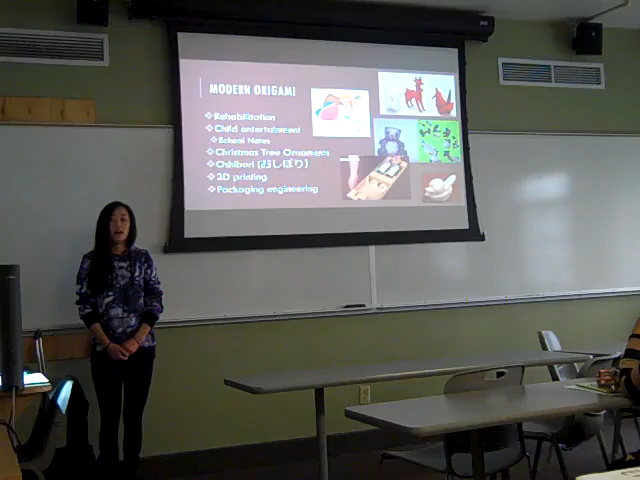 MODERN ORIGAMI
Rehabilitation
Child entertainment
School Notes
Christmas Tree Ornaments
Oshibori (おしぼり)
3D printing
Packaging engineering